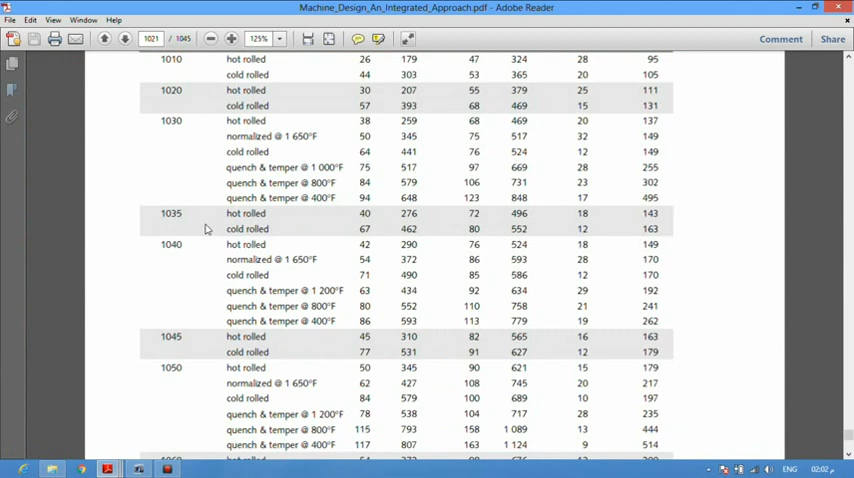 Machine_Design_An_Integrated_Approach.pdf - Adobe Reader
File Edit View Window Help
1021 / 1045 125% Comment Share
1010 hot rolled 26 179 47 324 28 95
cold rolled 44 303 53 365 20 105
1020 hot rolled 30 207 55 379 25 111
cold rolled 57 393 68 469 15 131
1030 hot rolled 38 259 68 469 20 137
normalized @ 1 650°F 50 345 75 517 32 149
cold rolled 64 441 76 524 12 149
quench & temper @ 1 000°F 75 517 97 669 28 255
quench & temper @ 800°F 84 579 106 731 23 302
quench & temper @ 400°F 94 648 123 848 17 495
1035 hot rolled 40 276 72 496 18 143
cold rolled 67 462 80 552 12 163
1040 hot rolled 42 290 76 524 18 149
normalized @ 1 650°F 54 372 86 593 28 170
cold rolled 71 490 85 586 12 170
quench & temper @ 1 200°F 63 434 92 634 29 192
quench & temper @ 800°F 80 552 110 758 21 241
quench & temper @ 400°F 86 593 113 779 19 262
1045 hot rolled 45 310 82 565 16 163
cold rolled 77 531 91 627 12 179
1050 hot rolled 50 345 90 621 15 179
normalized @ 1 650°F 62 427 108 745 20 217
cold rolled 84 579 100 689 10 197
quench & temper @ 1 200°F 78 538 104 717 28 235
quench & temper @ 800°F 115 793 158 1 089 13 444
quench & temper @ 400°F 117 807 163 1 124 9 514
ENG 02:02 م